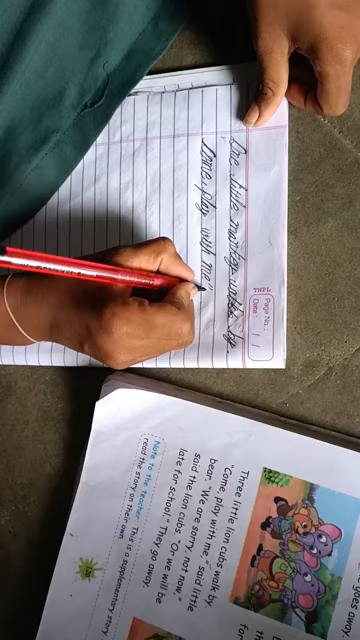 TNPL
Page No.:
Date: / /
One little monkey walks by.
"Come, play with me"
goes away
Three little lion cubs walk by.
"Come, play with me," said little
bear. "We are sorry, not now,"
said the lion cubs. "Or we will be
late for school." They go away.
Note to the Teacher: This is a supplementary story
read the story on their own